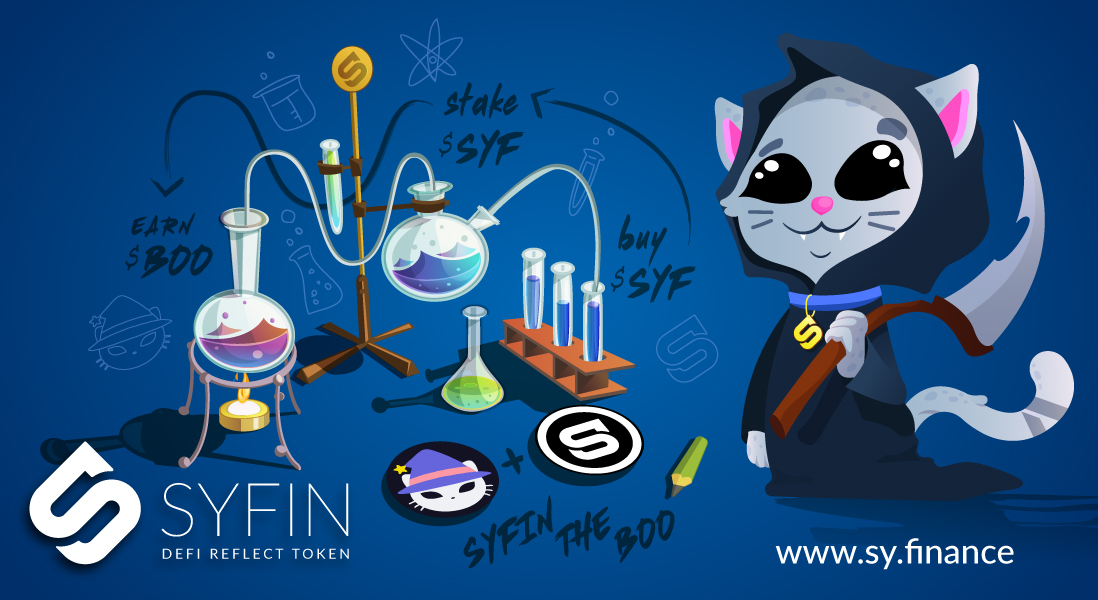 stake
$SYF
EARN
$BOO
buy
$SYF
+
SYFIN THE BOO
SYFIN
DEFI REFLECT TOKEN
www.sy.finance